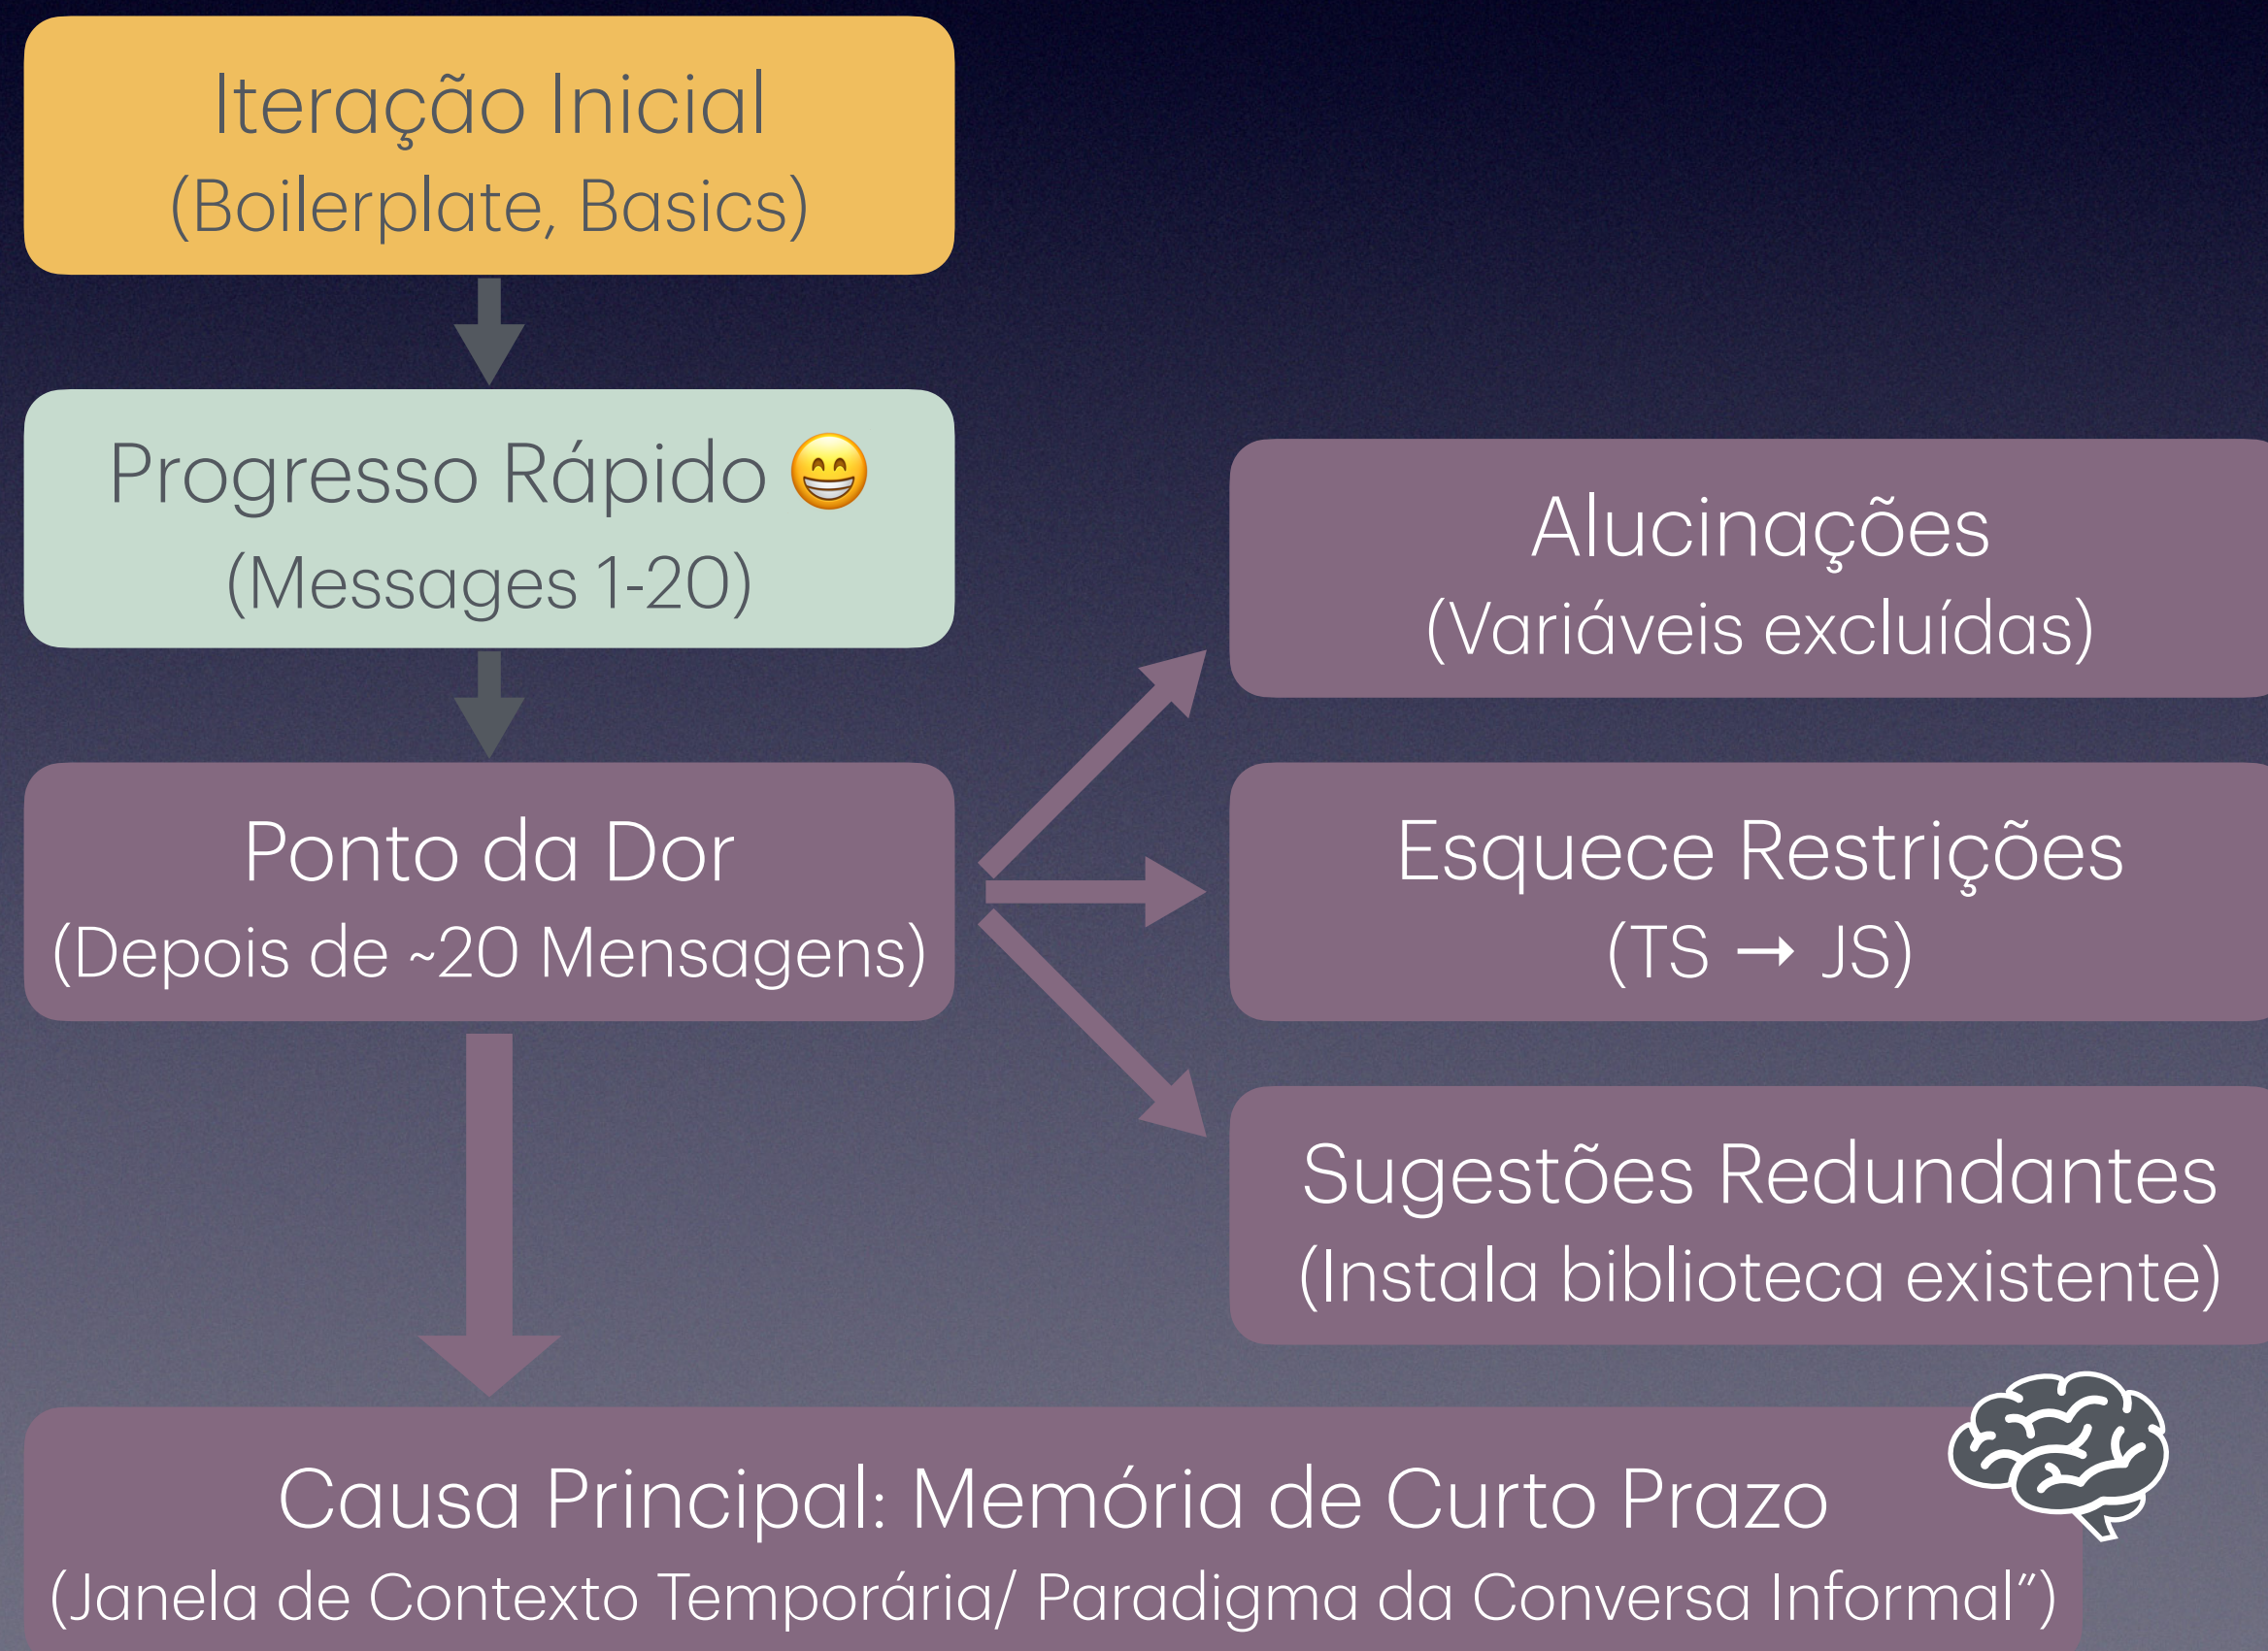 Iteração Inicial
(Boilerplate, Basics)
Progresso Rápido 😁
(Messages 1-20)
Ponto da Dor
(Depois de ~20 Mensagens)
Alucinações
(Variáveis excluídas)
Esquece Restrições
(TS → JS)
Sugestões Redundantes
(Instala biblioteca existente)
Causa Principal: Memória de Curto Prazo
(Janela de Contexto Temporária/ Paradigma da Conversa Informal”)